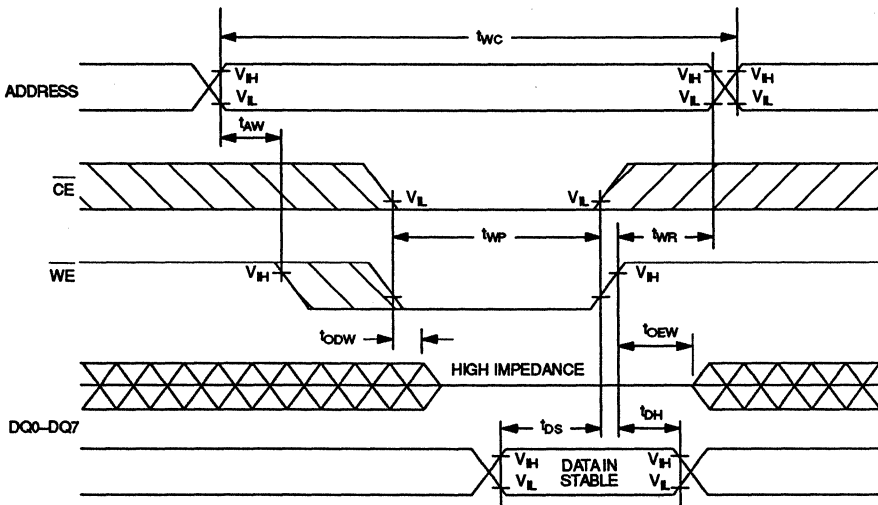 tWC
ADDRESS
VIH VIH VIH
VIL VIL VIL
tAW
CE
VIL VIL
tWP tWR
WE
VIH VIH
tODW tOEW
HIGH IMPEDANCE
DQ0–DQ7
tDS tDH
VIH DATA IN VIH
VIL STABLE VIL